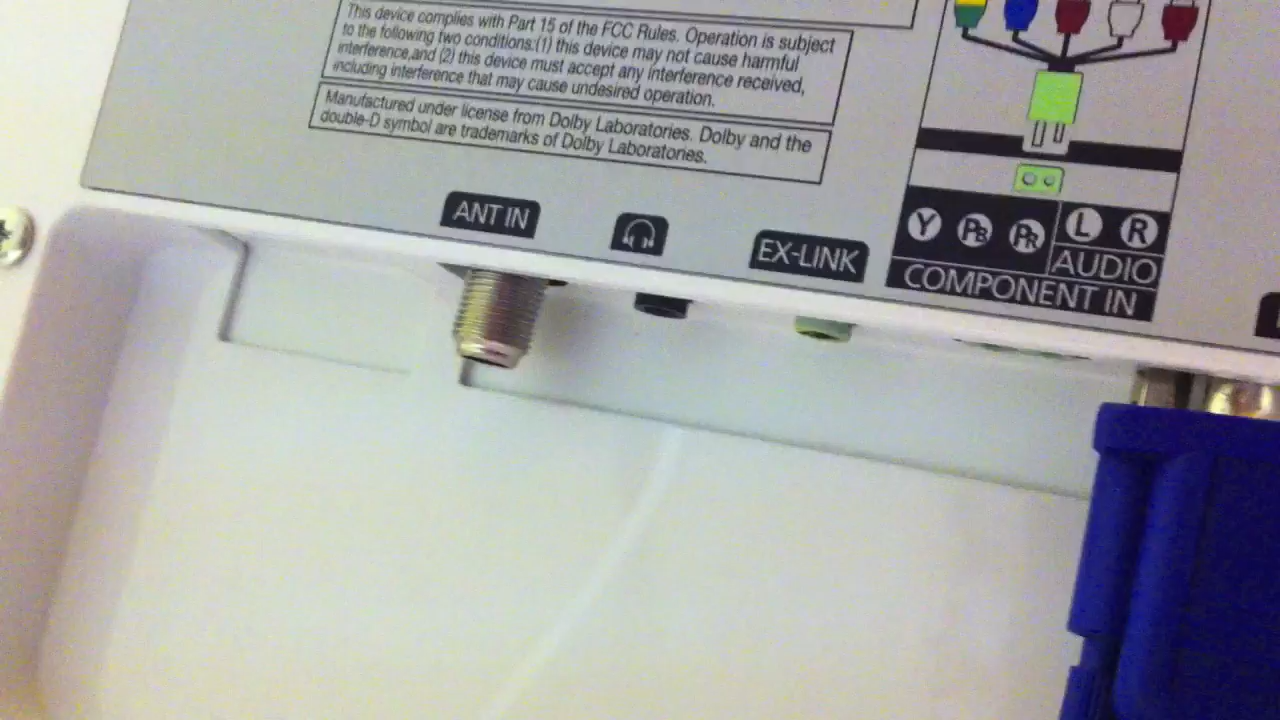 This device complies with Part 15 of the FCC Rules. Operation is subject
to the following two conditions:(1) this device may not cause harmful
interference,and (2) this device must accept any interference received,
including interference that may cause undesired operation.
Manufactured under license from Dolby Laboratories. Dolby and the
double-D symbol are trademarks of Dolby Laboratories.
ANT IN
EX-LINK
Y PB PR L R
AUDIO
COMPONENT IN